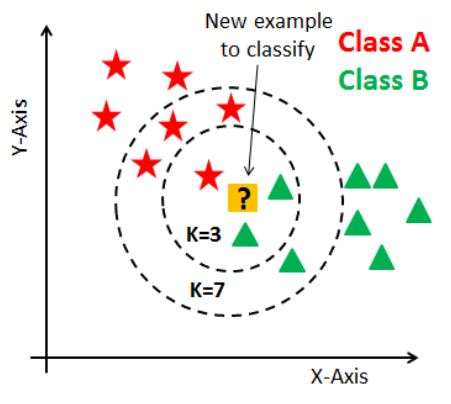 New example
to classify
Class A
Class B
Y-Axis
?
K=3
K=7
X-Axis